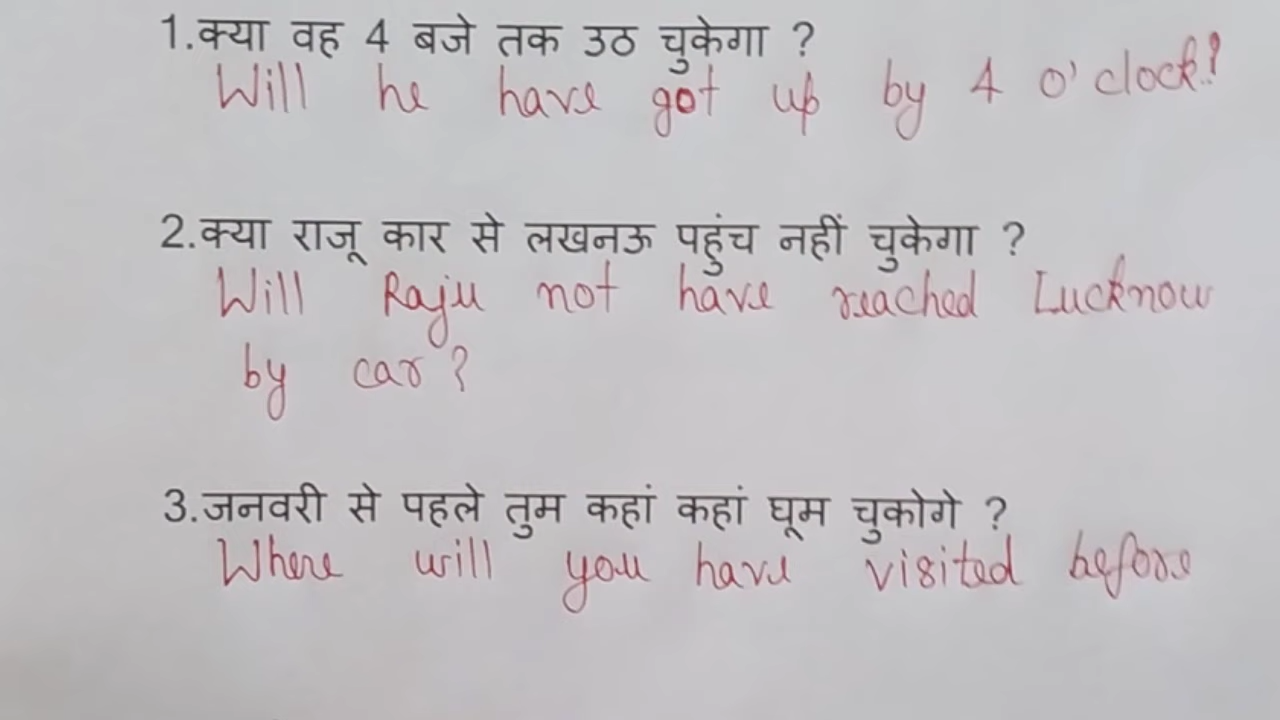 1.क्या वह 4 बजे तक उठ चुकेगा ?
Will he have got up by 4 o'clock?
2.क्या राजू कार से लखनऊ पहुंच नहीं चुकेगा ?
Will Raju not have reached Lucknow
by car?
3.जनवरी से पहले तुम कहां कहां घूम चुकोगे ?
Where will you have visited before